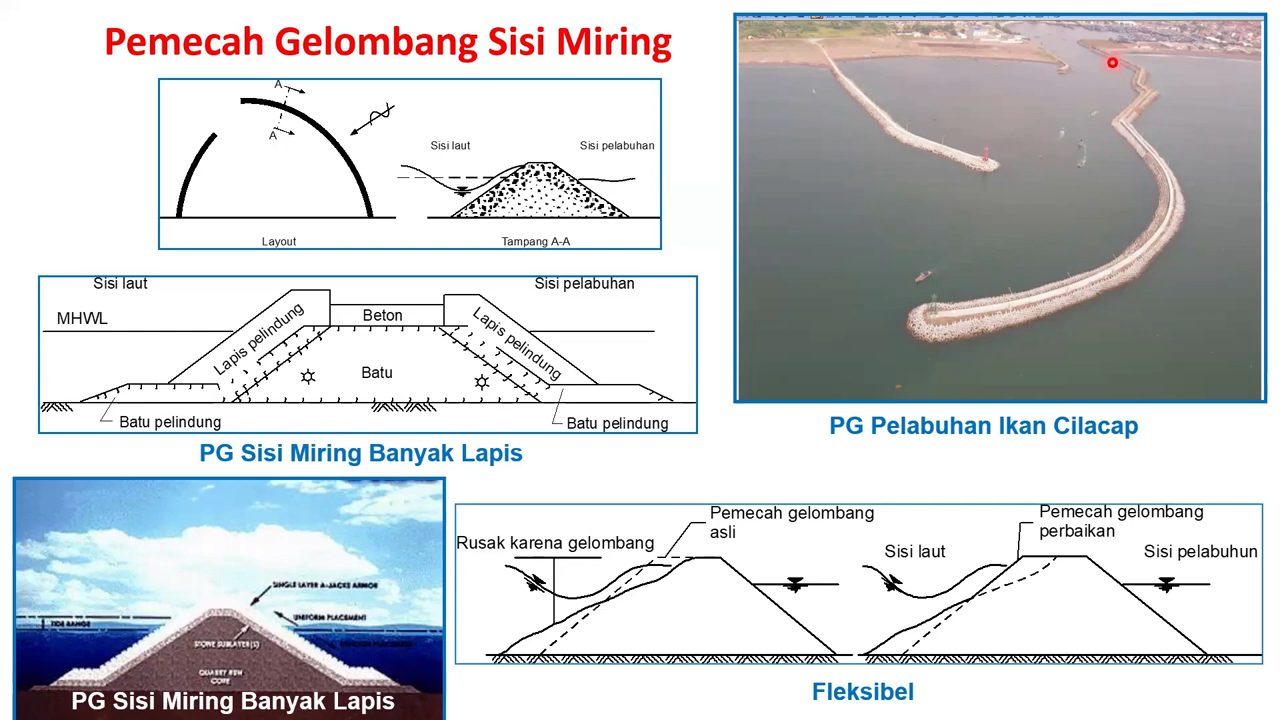 Pemecah Gelombang Sisi Miring
A
A
Sisi laut
Sisi pelabuhan
Layout
Tampang A-A
Sisi laut
Sisi pelabuhan
MHWL
Lapis pelindung
Beton
Lapis pelindung
Batu
Batu pelindung
Batu pelindung
PG Sisi Miring Banyak Lapis
PG Pelabuhan Ikan Cilacap
SINGLE LAYER A-JACKS ARMOR
UNIFORM PLACEMENT
TIDE RANGE
STONE SUBLAYER(S)
QUARRY RUN
CORE
PG Sisi Miring Banyak Lapis
Pemecah gelombang
asli
Rusak karena gelombang
Pemecah gelombang
perbaikan
Sisi laut
Sisi pelabuhun
Fleksibel